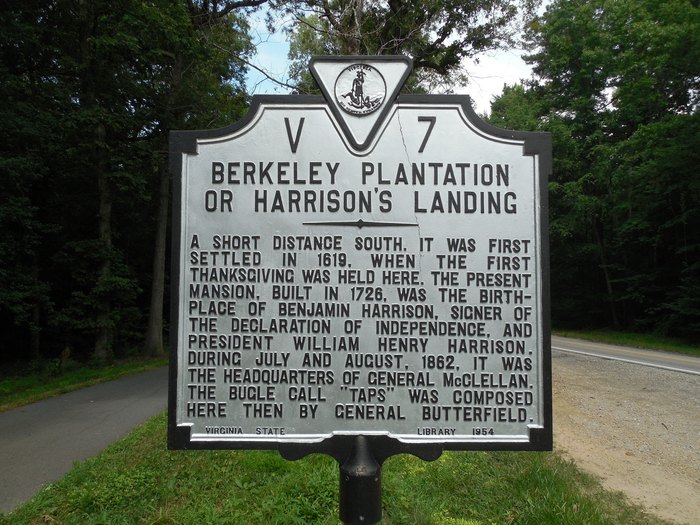 V 7
BERKELEY PLANTATION
OR HARRISON'S LANDING
A SHORT DISTANCE SOUTH. IT WAS FIRST
SETTLED IN 1619, WHEN THE FIRST
THANKSGIVING WAS HELD HERE. THE PRESENT
MANSION, BUILT IN 1726, WAS THE BIRTH-
PLACE OF BENJAMIN HARRISON, SIGNER OF
THE DECLARATION OF INDEPENDENCE, AND
PRESIDENT WILLIAM HENRY HARRISON.
DURING JULY AND AUGUST, 1862, IT WAS
THE HEADQUARTERS OF GENERAL McCLELLAN.
THE BUGLE CALL "TAPS" WAS COMPOSED
HERE THEN BY GENERAL BUTTERFIELD.
VIRGINIA STATE LIBRARY 1954